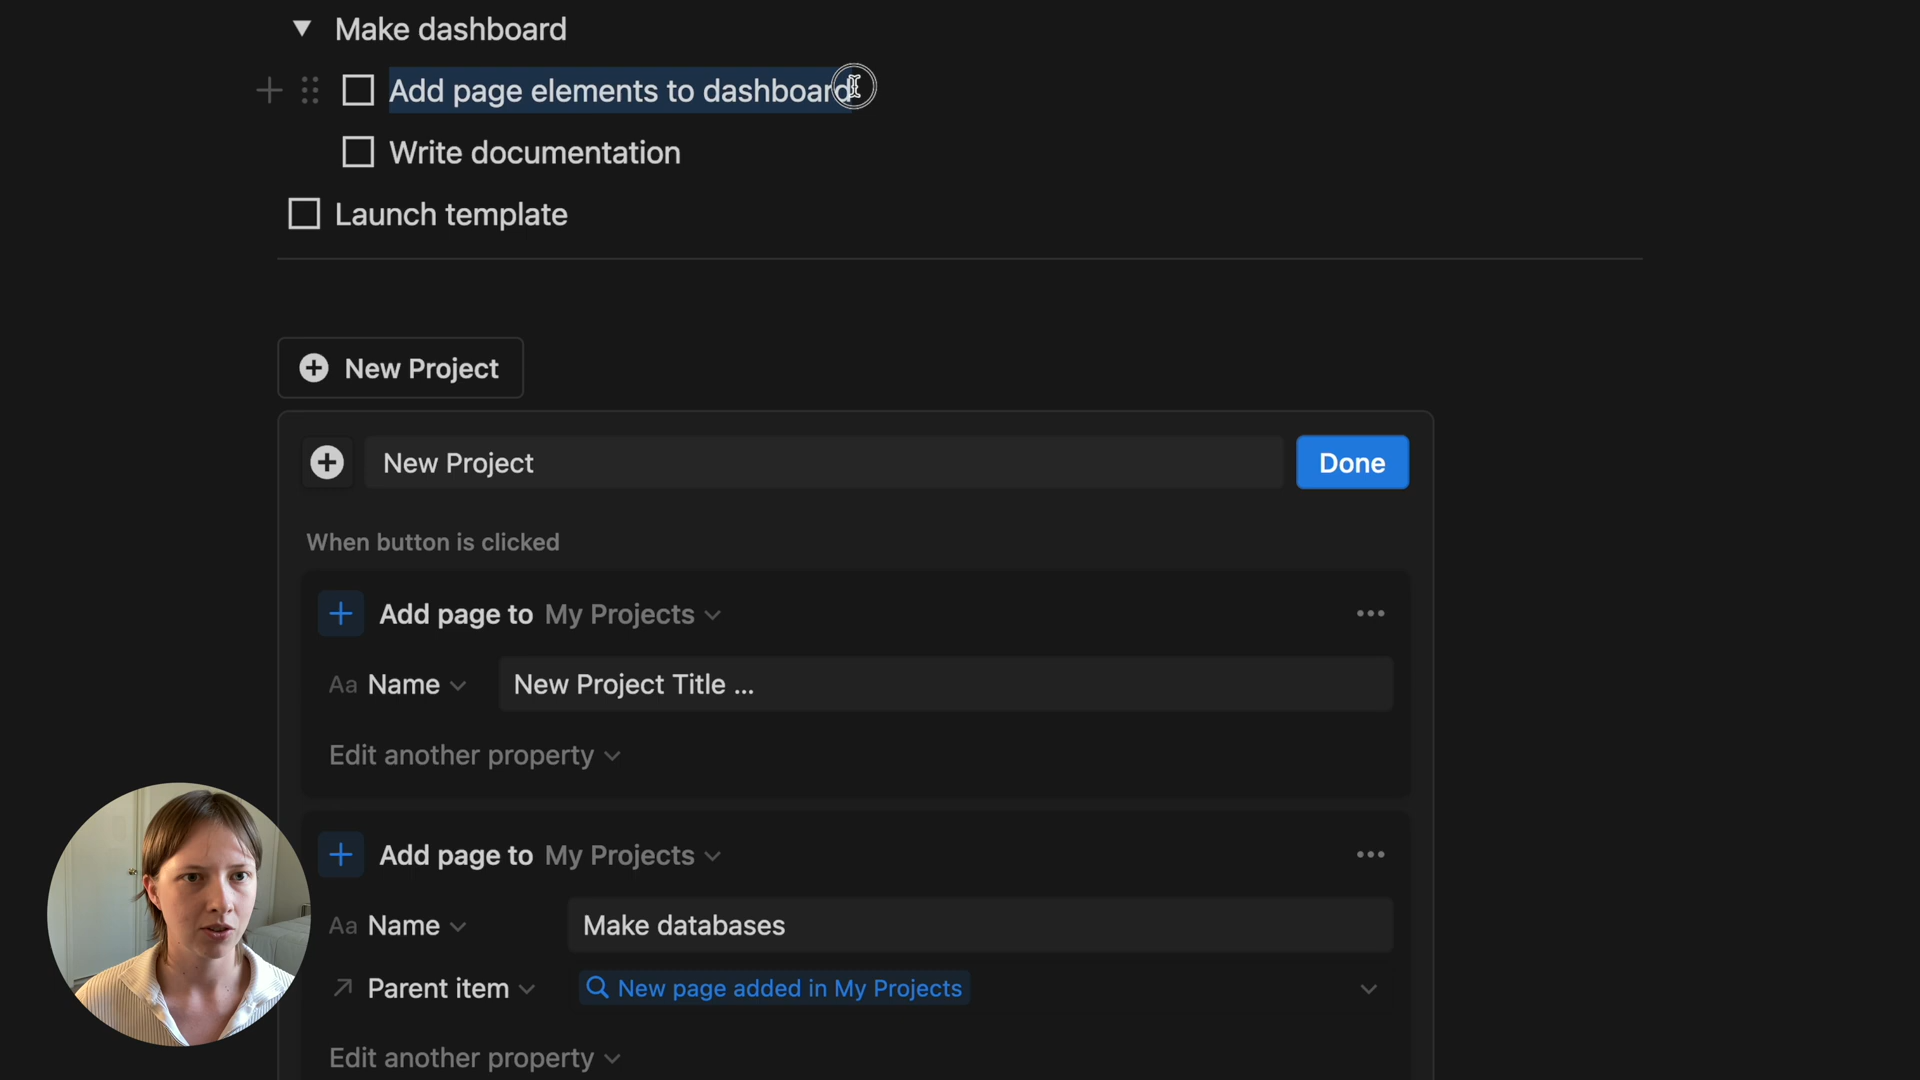 Make dashboard
Add page elements to dashboard
Write documentation
Launch template
New Project
New Project
Done
When button is clicked
Add page to My Projects
Aa Name New Project Title ...
Edit another property
Add page to My Projects
Aa Name Make databases
Parent item New page added in My Projects
Edit another property